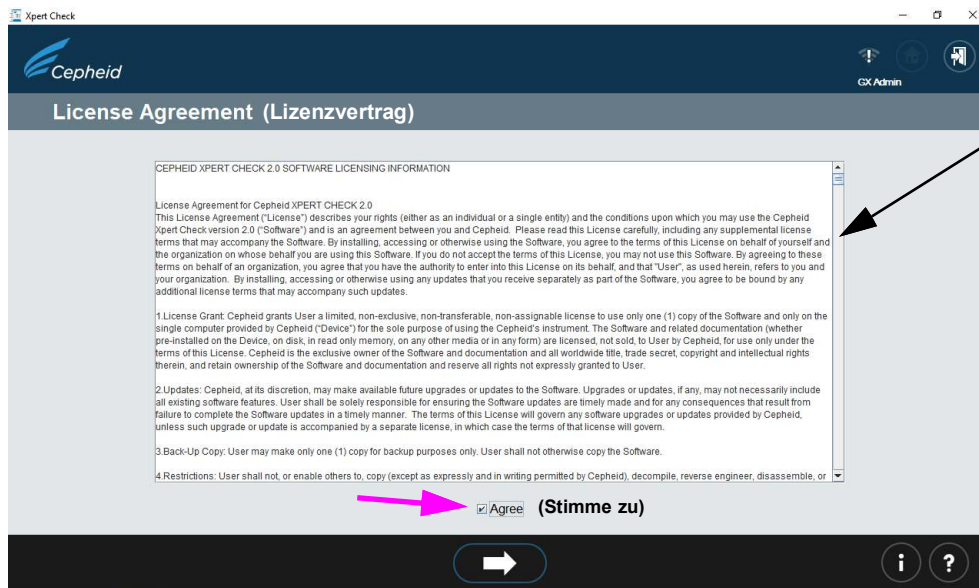 Xpert Check
Cepheid
GX Admin
License Agreement (Lizenzvertrag)
CEPHEID XPERT CHECK 2.0 SOFTWARE LICENSING INFORMATION
License Agreement for Cepheid XPERT CHECK 2.0
This License Agreement ("License") describes your rights (either as an individual or a single entity) and the conditions upon which you may use the Cepheid
Xpert Check version 2.0 ("Software") and is an agreement between you and Cepheid. Please read this License carefully, including any supplemental license
terms that may accompany the Software. By installing, accessing or otherwise using the Software, you agree to the terms of this License on behalf of yourself and
the organization on whose behalf you are using this Software. If you do not accept the terms of this License, you may not use this Software. By agreeing to these
terms on behalf of an organization, you agree that you have the authority to enter into this License on its behalf, and that "User", as used herein, refers to you and
your organization. By installing, accessing or otherwise using any updates that you receive separately as part of the Software, you agree to be bound by any
additional license terms that may accompany such updates.
1.License Grant: Cepheid grants User a limited, non-exclusive, non-transferable, non-assignable license to use only one (1) copy of the Software and only on the
single computer provided by Cepheid ("Device") for the sole purpose of using the Cepheid's instrument. The Software and related documentation (whether
pre-installed on the Device, on disk, in read only memory, on any other media or in any form) are licensed, not sold, to User by Cepheid, for use only under the
terms of this License. Cepheid is the exclusive owner of the Software and documentation and all worldwide title, trade secret, copyright and intellectual rights
therein, and retain ownership of the Software and documentation and reserve all rights not expressly granted to User.
2.Updates: Cepheid, at its discretion, may make available future upgrades or updates to the Software. Upgrades or updates, if any, may not necessarily include
all existing software features. User shall be solely responsible for ensuring the Software updates are timely made and for any consequences that result from
failure to complete the Software updates in a timely manner. The terms of this License will govern any software upgrades or updates provided by Cepheid,
unless such upgrade or update is accompanied by a separate license, in which case the terms of that license will govern.
3.Back-Up Copy: User may make only one (1) copy for backup purposes only. User shall not otherwise copy the Software.
4.Restrictions: User shall not, or enable others to, copy (except as expressly and in writing permitted by Cepheid), decompile, reverse engineer, disassemble, or
Agree (Stimme zu)
i ?